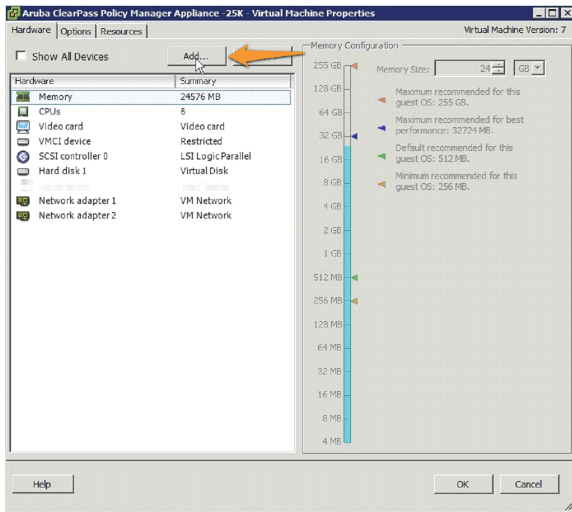 Aruba ClearPass Policy Manager Appliance -25K - Virtual Machine Properties
Hardware Options Resources
Virtual Machine Version: 7
Show All Devices
Add...
Hardware Summary
Memory 24576 MB
CPUs 6
Video card Video card
VMCI device Restricted
SCSI controller 0 LSI Logic Parallel
Hard disk 1 Virtual Disk
Network adapter 1 VM Network
Network adapter 2 VM Network
Memory Configuration
255 GB
128 GB
64 GB
32 GB
16 GB
8 GB
4 GB
2 GB
1 GB
512 MB
256 MB
128 MB
64 MB
32 MB
16 MB
8 MB
4 MB
Memory Size: 24 GB
Maximum recommended for this
guest OS: 255 GB.
Maximum recommended for best
performance: 32724 MB.
Default recommended for this
guest OS: 512 MB.
Minimum recommended for this
guest OS: 256 MB.
Help
OK
Cancel